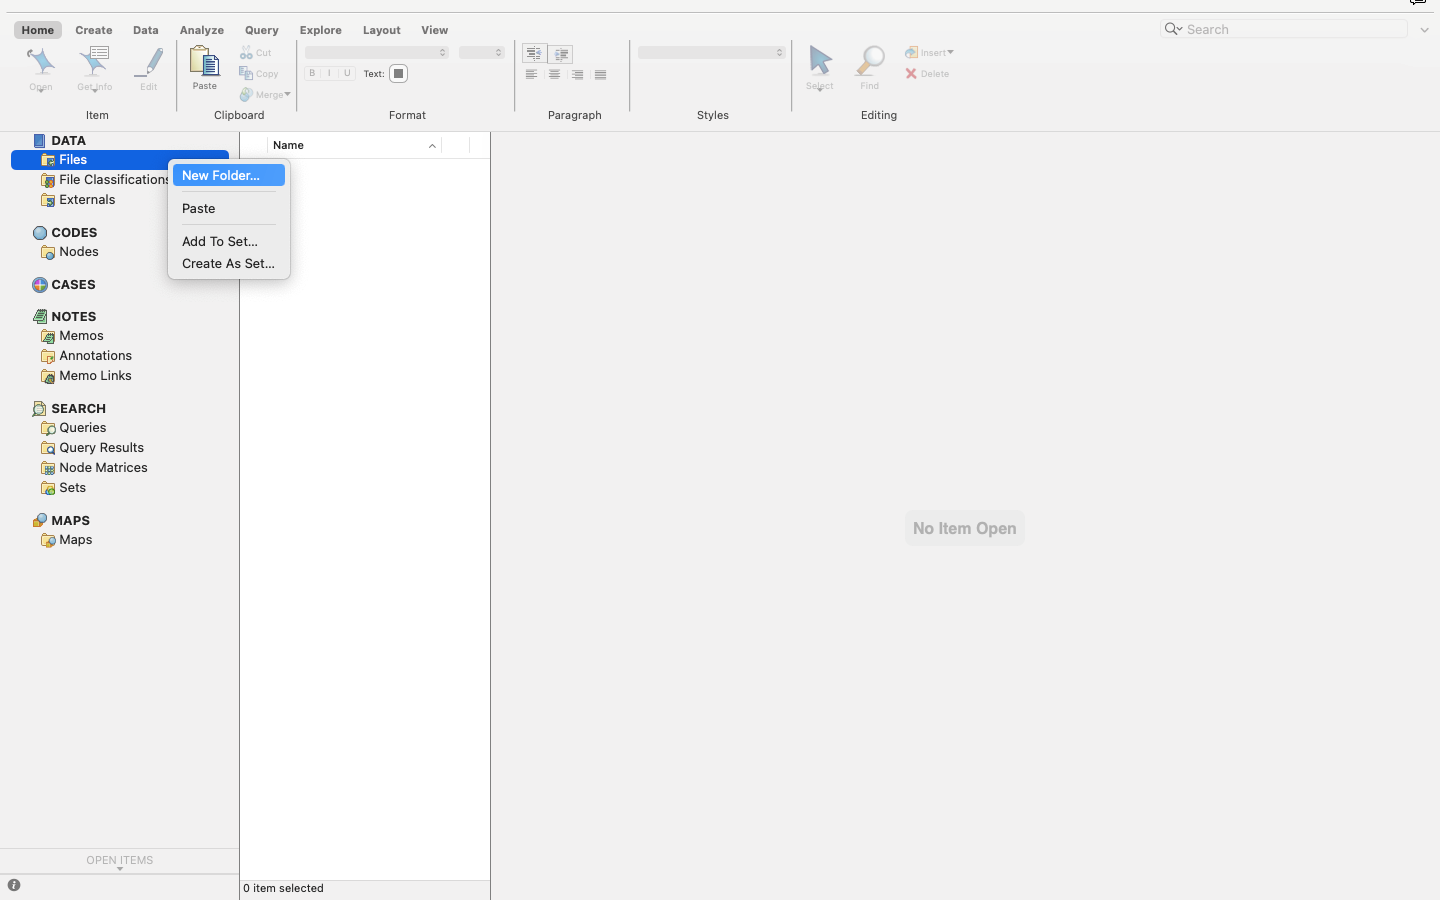 Home Create Data Analyze Query Explore Layout View
Search
Open Get Info Edit
Item
Paste
Cut
Copy
Merge
Clipboard
B I U Text:
Format
Paragraph
Styles
Select Find
Insert
Delete
Editing
DATA
Files
File Classifications
Externals
CODES
Nodes
CASES
NOTES
Memos
Annotations
Memo Links
SEARCH
Queries
Query Results
Node Matrices
Sets
MAPS
Maps
OPEN ITEMS
New Folder...
Paste
Add To Set...
Create As Set...
Name
0 item selected
No Item Open